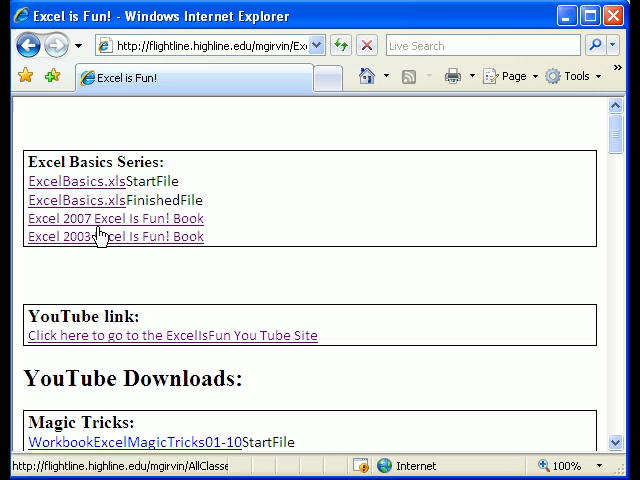 Excel is Fun! - Windows Internet Explorer
http://flightline.highline.edu/mgirvin/Ex
Live Search
Excel is Fun!
Page
Tools
Excel Basics Series:
ExcelBasics.xlsStartFile
ExcelBasics.xlsFinishedFile
Excel 2007 Excel Is Fun! Book
Excel 2003 Excel Is Fun! Book
YouTube link:
Click here to go to the ExcelIsFun You Tube Site
YouTube Downloads:
Magic Tricks:
WorkbookExcelMagicTricks01-10StartFile
http://flightline.highline.edu/mgirvin/AllClasse
Internet
100%